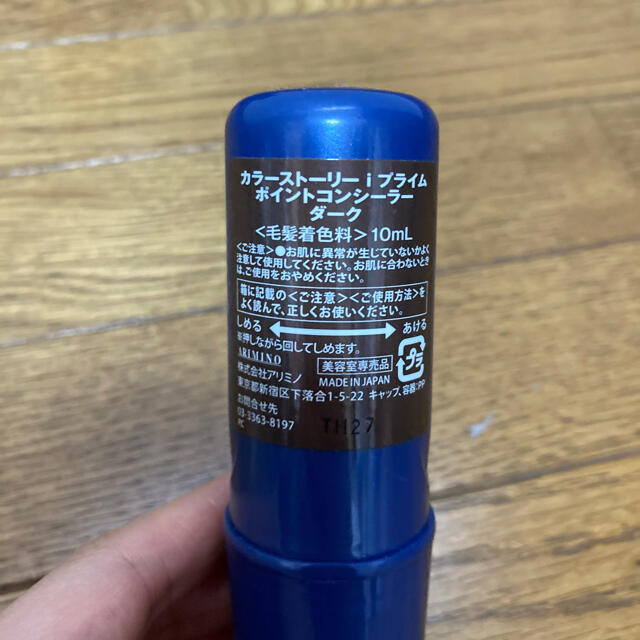 カラーストーリー i プライム
ポイントコンシーラー
ダーク
<毛髪着色料> 10mL
<ご注意>●お肌に異常が生じていないかよく
注意して使用してください。お肌に合わないとき
は、ご使用をおやめください。
箱に記載の<ご注意><ご使用方法>を
よく読んで、正しくお使いください。
しめる ⟷ あける
※押しながら回してしめます。
ARIMINO
株式会社アリミノ
美容室専売品
MADE IN JAPAN
プラ
東京都新宿区下落合1-5-22 キャップ、容器:PP
お問合せ先
03-3363-8197
PC
TH27